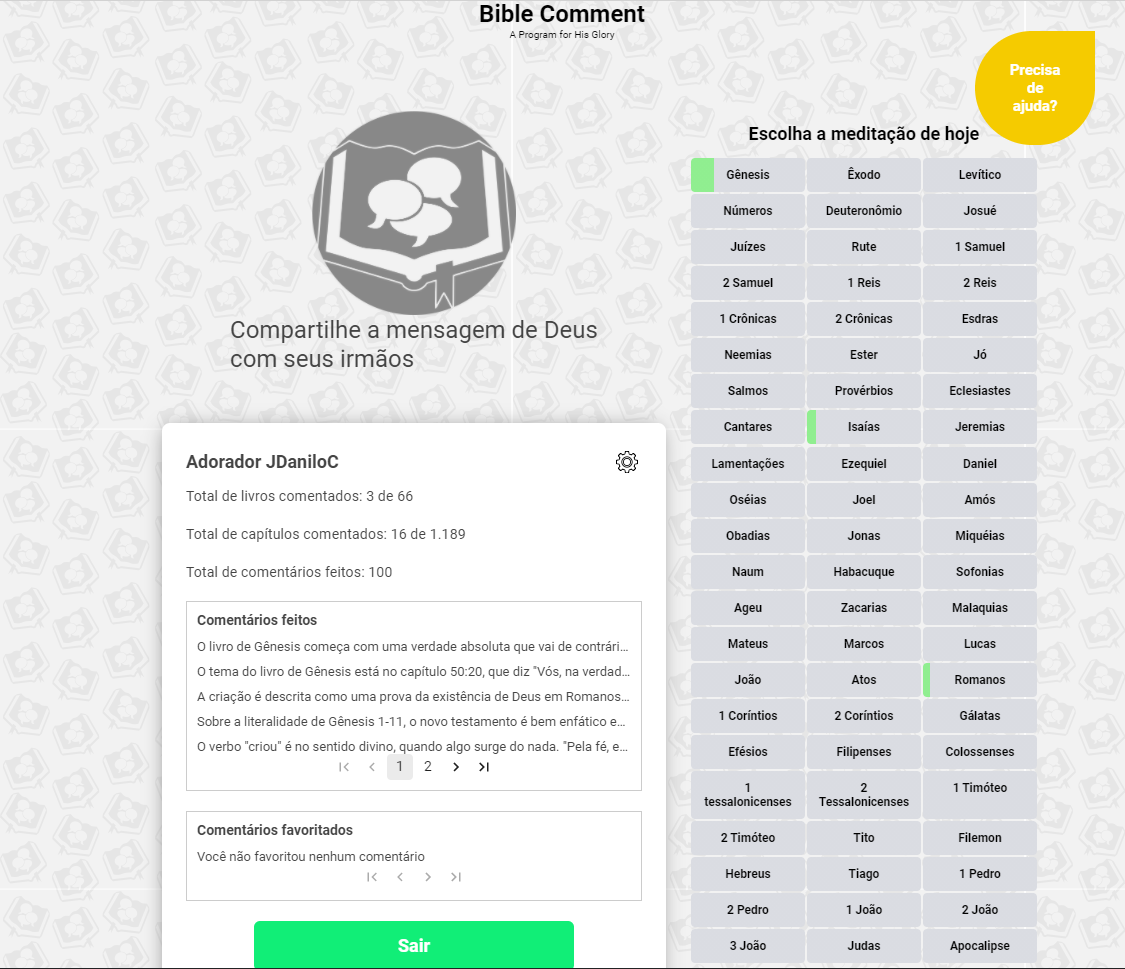 Bible Comment
A Program for His Glory
Precisa
de
ajuda?
Compartilhe a mensagem de Deus
com seus irmãos
Adorador JDaniloC
Total de livros comentados: 3 de 66
Total de capítulos comentados: 16 de 1.189
Total de comentários feitos: 100
Comentários feitos
O livro de Gênesis começa com uma verdade absoluta que vai de contrári...
O tema do livro de Gênesis está no capítulo 50:20, que diz "Vós, na verdad...
A criação é descrita como uma prova da existência de Deus em Romanos...
Sobre a literalidade de Gênesis 1-11, o novo testamento é bem enfático e...
O verbo "criou" é no sentido divino, quando algo surge do nada. "Pela fé, e...
1 2
Comentários favoritados
Você não favoritou nenhum comentário
Sair
Escolha a meditação de hoje
Gênesis Êxodo Levítico
Números Deuteronômio Josué
Juízes Rute 1 Samuel
2 Samuel 1 Reis 2 Reis
1 Crônicas 2 Crônicas Esdras
Neemias Ester Jó
Salmos Provérbios Eclesiastes
Cantares Isaías Jeremias
Lamentações Ezequiel Daniel
Oséias Joel Amós
Obadias Jonas Miquéias
Naum Habacuque Sofonias
Ageu Zacarias Malaquias
Mateus Marcos Lucas
João Atos Romanos
1 Coríntios 2 Coríntios Gálatas
Efésios Filipenses Colossenses
1 2 1 Timóteo
tessalonicenses Tessalonicenses
2 Timóteo Tito Filemon
Hebreus Tiago 1 Pedro
2 Pedro 1 João 2 João
3 João Judas Apocalipse